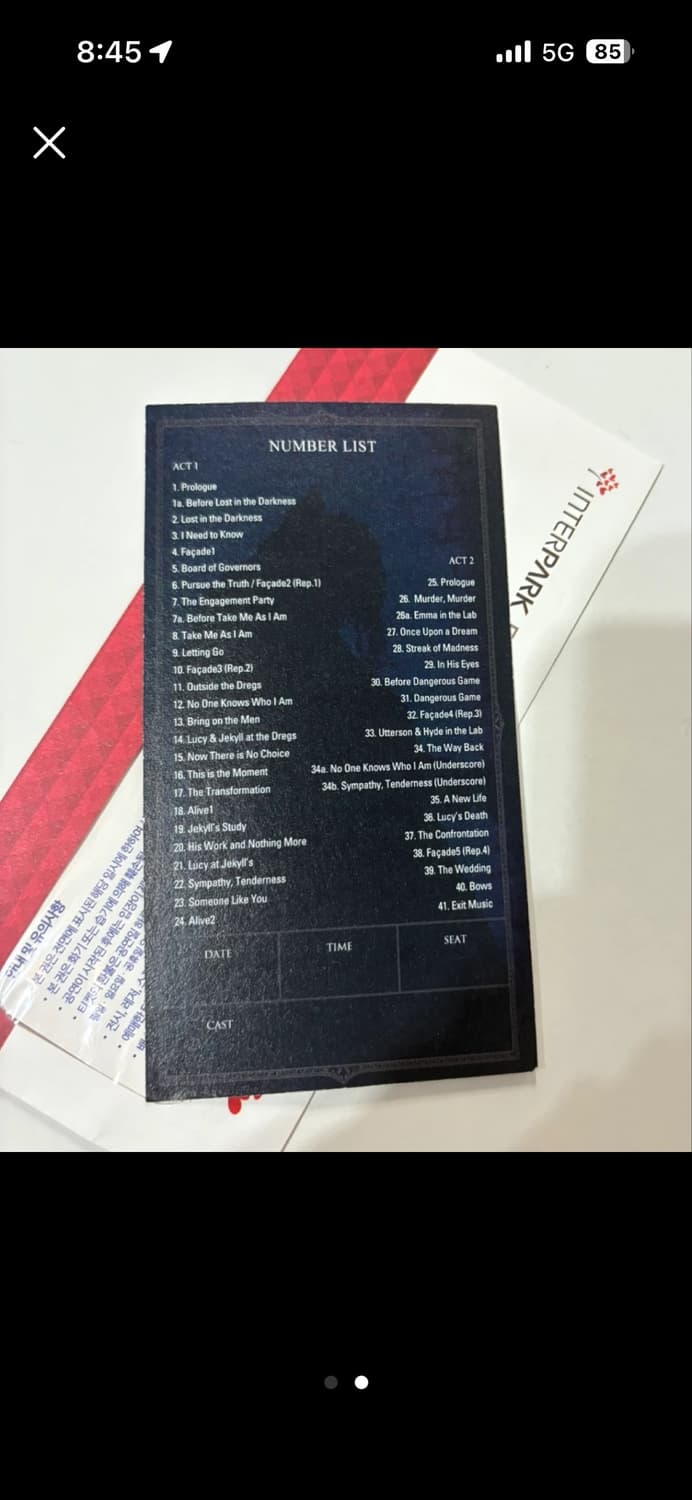 8:45
5G
85
NUMBER LIST
ACT 1
1. Prologue
1a. Before Lost in the Darkness
2. Lost in the Darkness
3. I Need to Know
4. Façade1
5. Board of Governors
6. Pursue the Truth / Façade2 (Rep.1)
7. The Engagement Party
7a. Before Take Me As I Am
8. Take Me As I Am
9. Letting Go
10. Façade3 (Rep.2)
11. Outside the Dregs
12. No One Knows Who I Am
13. Bring on the Men
14. Lucy & Jekyll at the Dregs
15. Now There is No Choice
16. This is the Moment
17. The Transformation
18. Alive1
19. Jekyll's Study
20. His Work and Nothing More
21. Lucy at Jekyll's
22. Sympathy, Tenderness
23. Someone Like You
24. Alive2
ACT 2
25. Prologue
26. Murder, Murder
26a. Emma in the Lab
27. Once Upon a Dream
28. Streak of Madness
29. In His Eyes
30. Before Dangerous Game
31. Dangerous Game
32. Façade4 (Rep.3)
33. Utterson & Hyde in the Lab
34. The Way Back
34a. No One Knows Who I Am (Underscore)
34b. Sympathy, Tenderness (Underscore)
35. A New Life
36. Lucy's Death
37. The Confrontation
38. Façade5 (Rep.4)
39. The Wedding
40. Bows
41. Exit Music
DATE
TIME
SEAT
CAST
INTERPARK
안내 및 유의사항